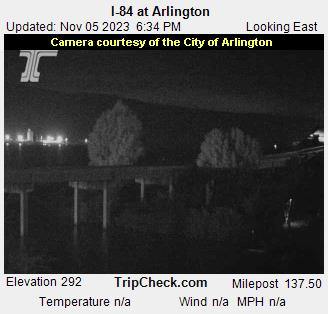 I-84 at Arlington
Updated: Nov 05 2023 6:34 PM Looking East
Camera courtesy of the City of Arlington
Elevation 292 TripCheck.com Milepost 137.50
Temperature n/a Wind n/a MPH n/a